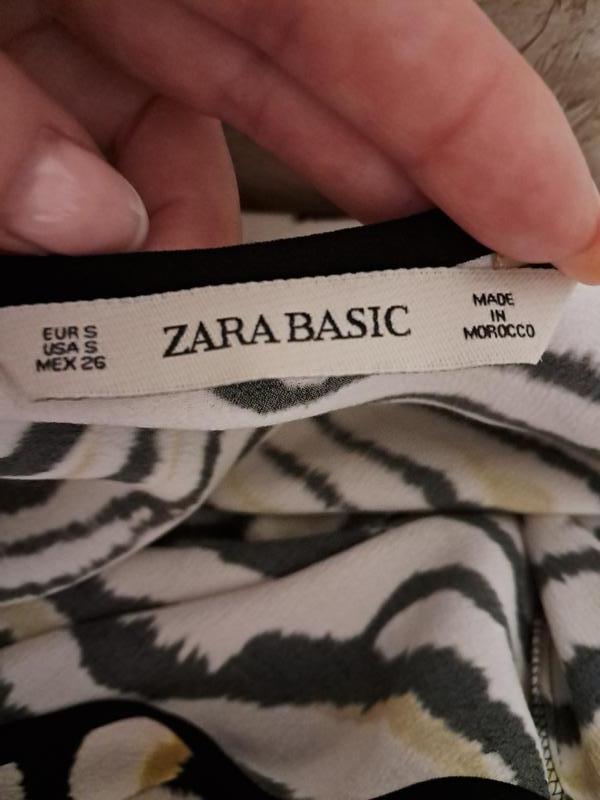 EUR S
USA S
MEX 26
ZARA BASIC
MADE
IN
MOROCCO